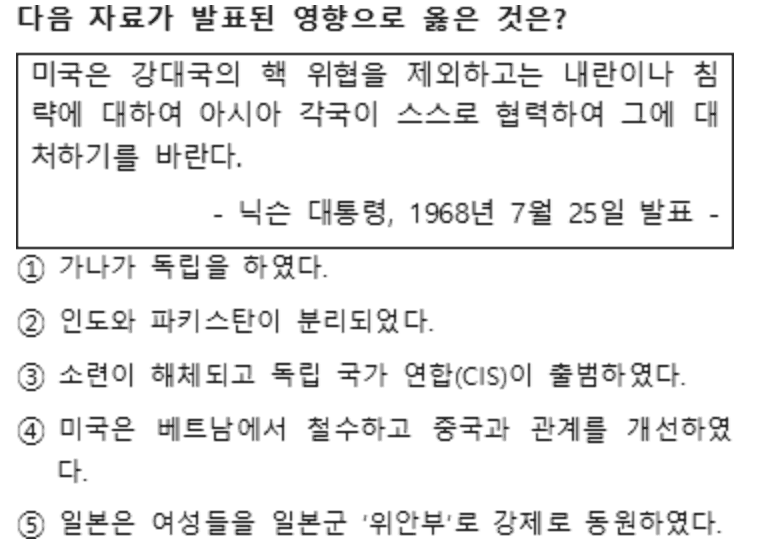 다음 자료가 발표된 영향으로 옳은 것은?
미국은 강대국의 핵 위협을 제외하고는 내란이나 침
략에 대하여 아시아 각국이 스스로 협력하여 그에 대
처하기를 바란다.
- 닉슨 대통령, 1968년 7월 25일 발표 -
① 가나가 독립을 하였다.
② 인도와 파키스탄이 분리되었다.
③ 소련이 해체되고 독립 국가 연합(CIS)이 출범하였다.
④ 미국은 베트남에서 철수하고 중국과 관계를 개선하였
다.
⑤ 일본은 여성들을 일본군 '위안부'로 강제로 동원하였다.